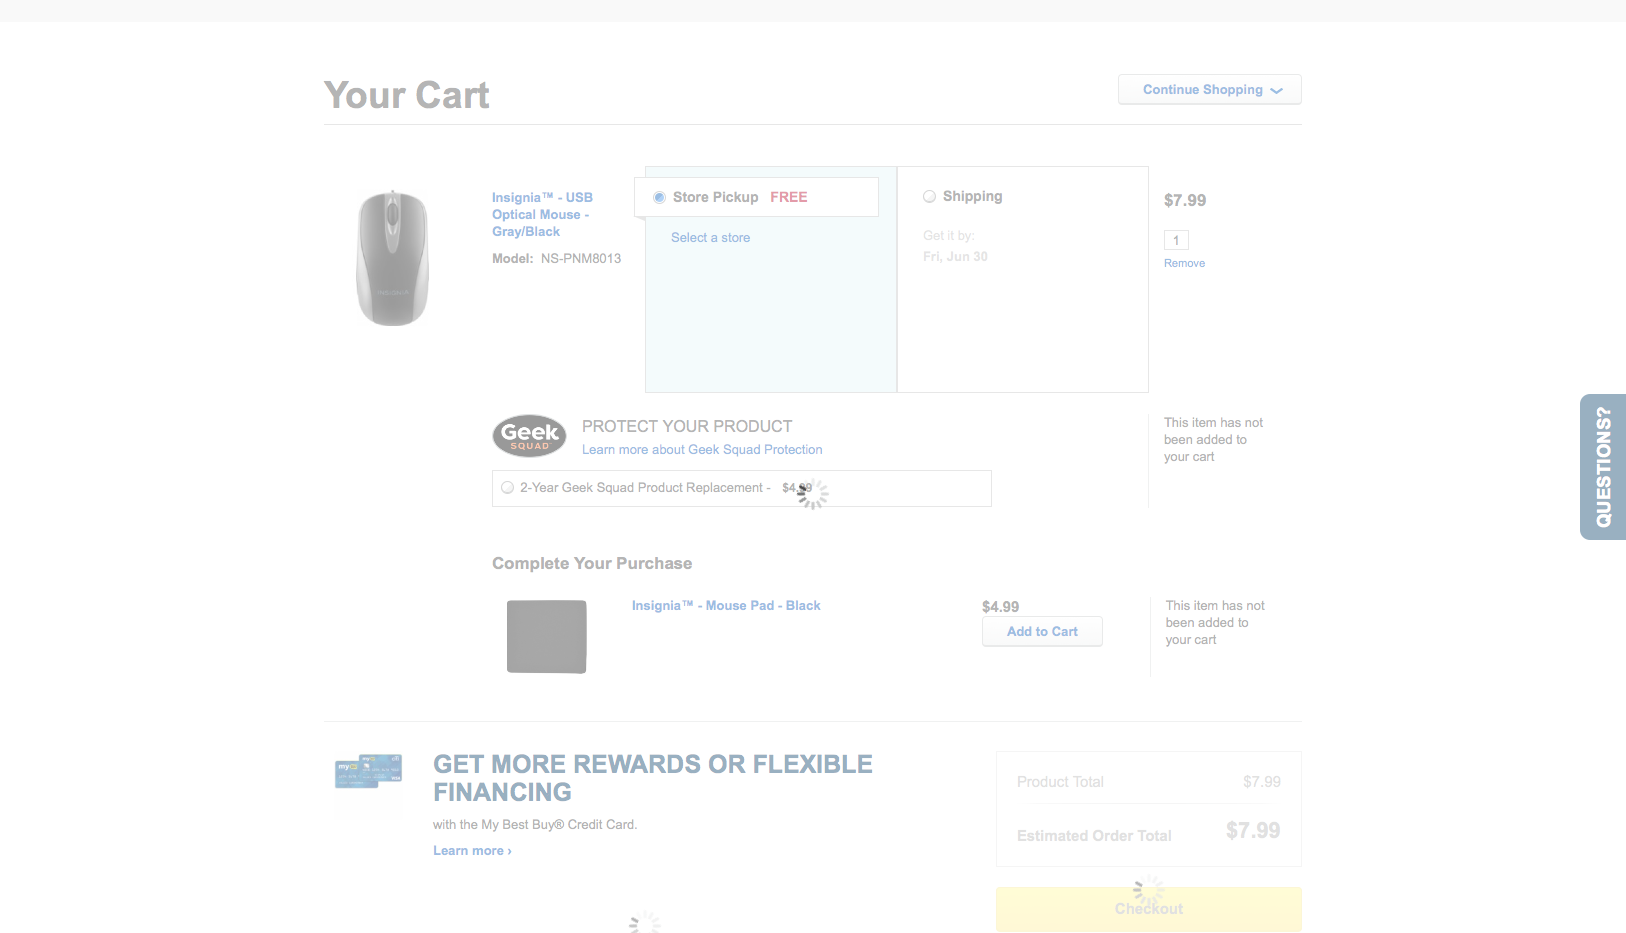 Your Cart
Continue Shopping
Insignia™ - USB
Optical Mouse -
Gray/Black
Model: NS-PNM8013
Store Pickup FREE
Select a store
Shipping
Get it by:
Fri, Jun 30
$7.99
1
Remove
INSIGNIA
Geek
SQUAD
PROTECT YOUR PRODUCT
Learn more about Geek Squad Protection
2-Year Geek Squad Product Replacement - $4.99
This item has not
been added to
your cart
QUESTIONS?
Complete Your Purchase
Insignia™ - Mouse Pad - Black
$4.99
Add to Cart
This item has not
been added to
your cart
GET MORE REWARDS OR FLEXIBLE
FINANCING
with the My Best Buy® Credit Card.
Learn more ›
Product Total $7.99
Estimated Order Total $7.99
Checkout